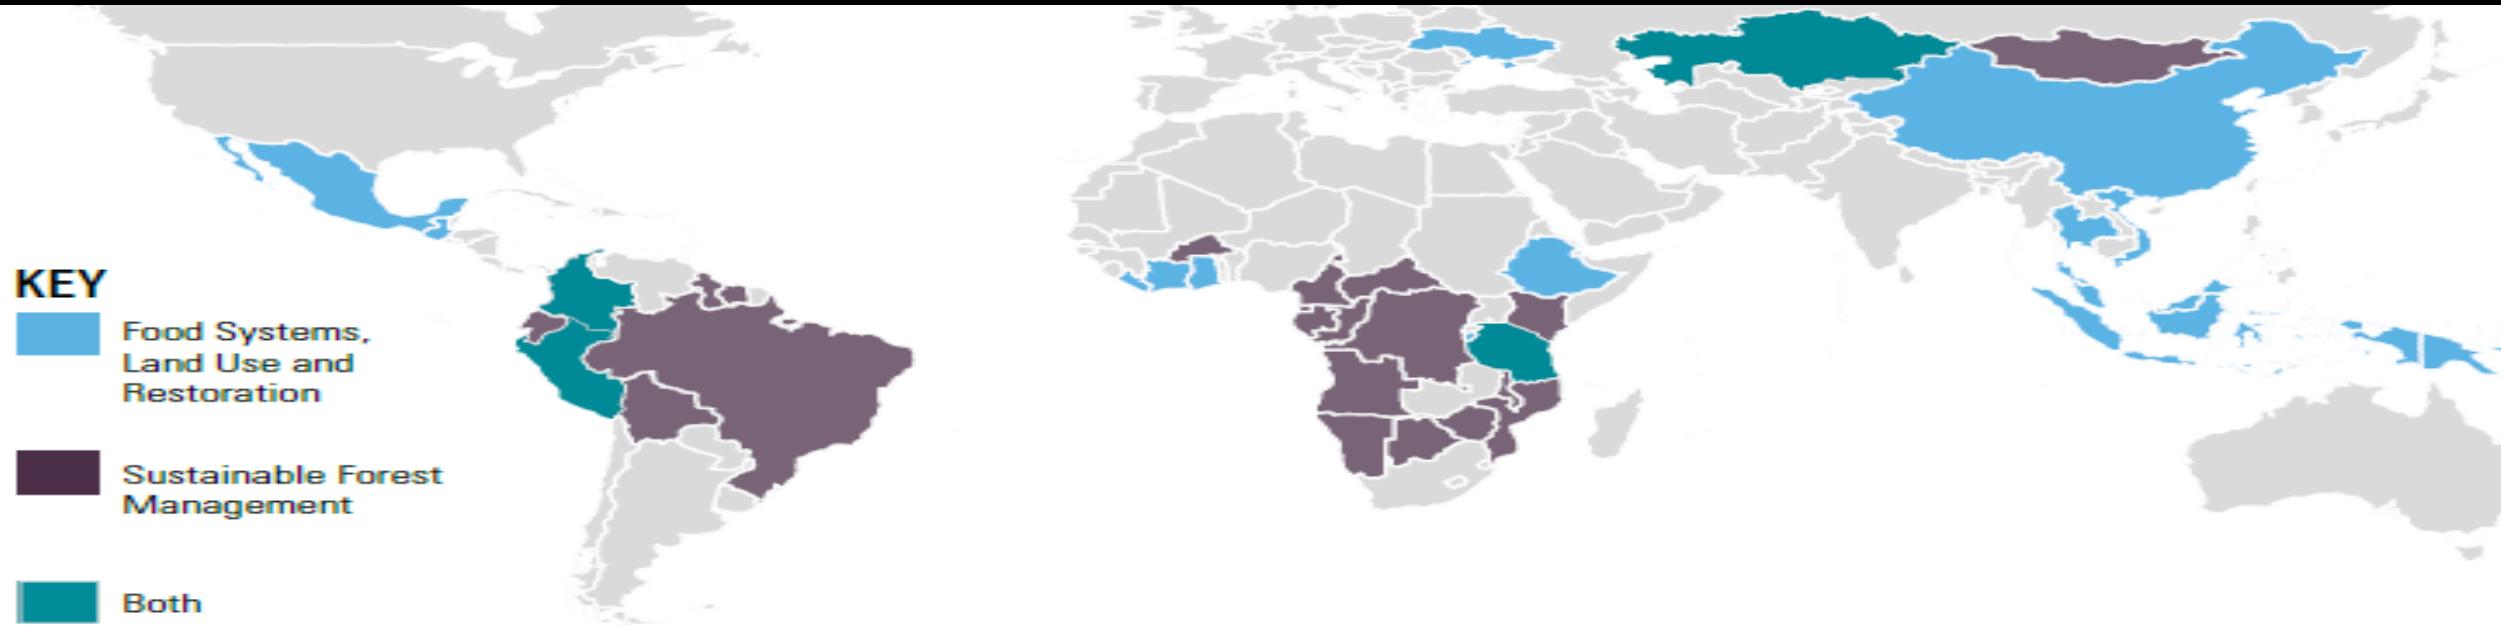 KEY
Food Systems,
Land Use and
Restoration
Sustainable Forest
Management
Both